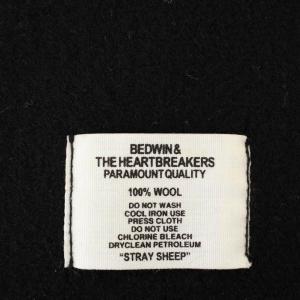 BEDWIN &
THE HEARTBREAKERS
PARAMOUNT QUALITY
100% WOOL
DO NOT WASH
COOL IRON USE
PRESS CLOTH
DO NOT USE
CHLORINE BLEACH
DRYCLEAN PETROLEUM
"STRAY SHEEP"